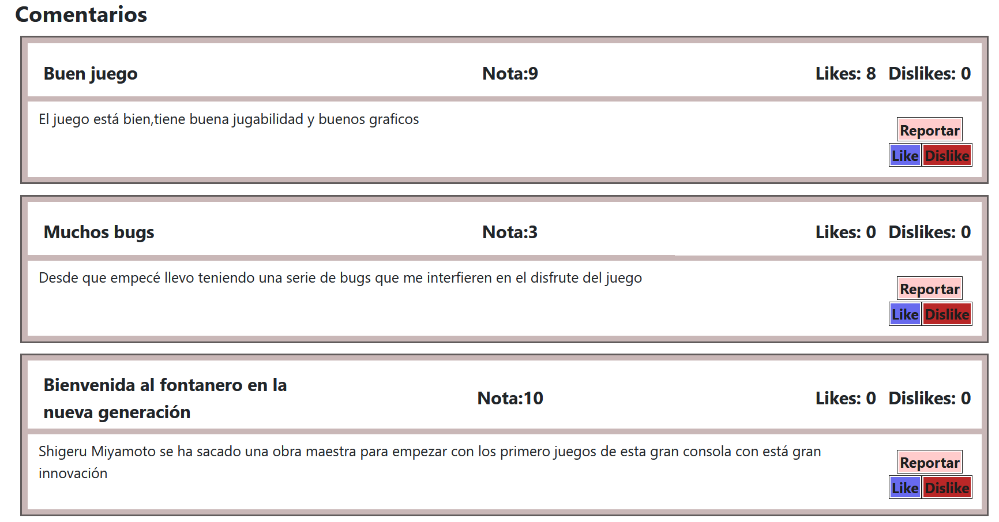 Comentarios
Buen juego Nota:9 Likes: 8 Dislikes: 0
El juego está bien,tiene buena jugabilidad y buenos graficos
Reportar
Like Dislike
Muchos bugs Nota:3 Likes: 0 Dislikes: 0
Desde que empecé llevo teniendo una serie de bugs que me interfieren en el disfrute del juego
Reportar
Like Dislike
Bienvenida al fontanero en la
nueva generación
Nota:10 Likes: 0 Dislikes: 0
Shigeru Miyamoto se ha sacado una obra maestra para empezar con los primero juegos de esta gran consola con está gran
innovación
Reportar
Like Dislike